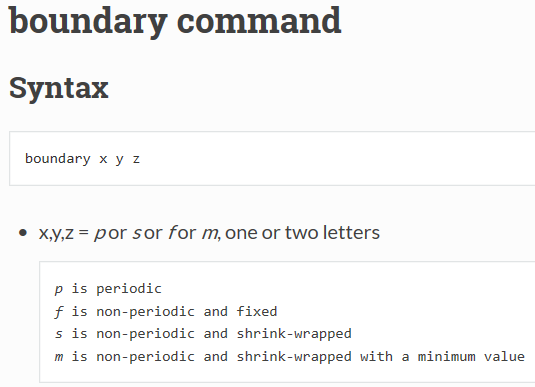 boundary command
Syntax
boundary x y z
• x,y,z = p or s or f or m, one or two letters
p is periodic
f is non-periodic and fixed
s is non-periodic and shrink-wrapped
m is non-periodic and shrink-wrapped with a minimum value